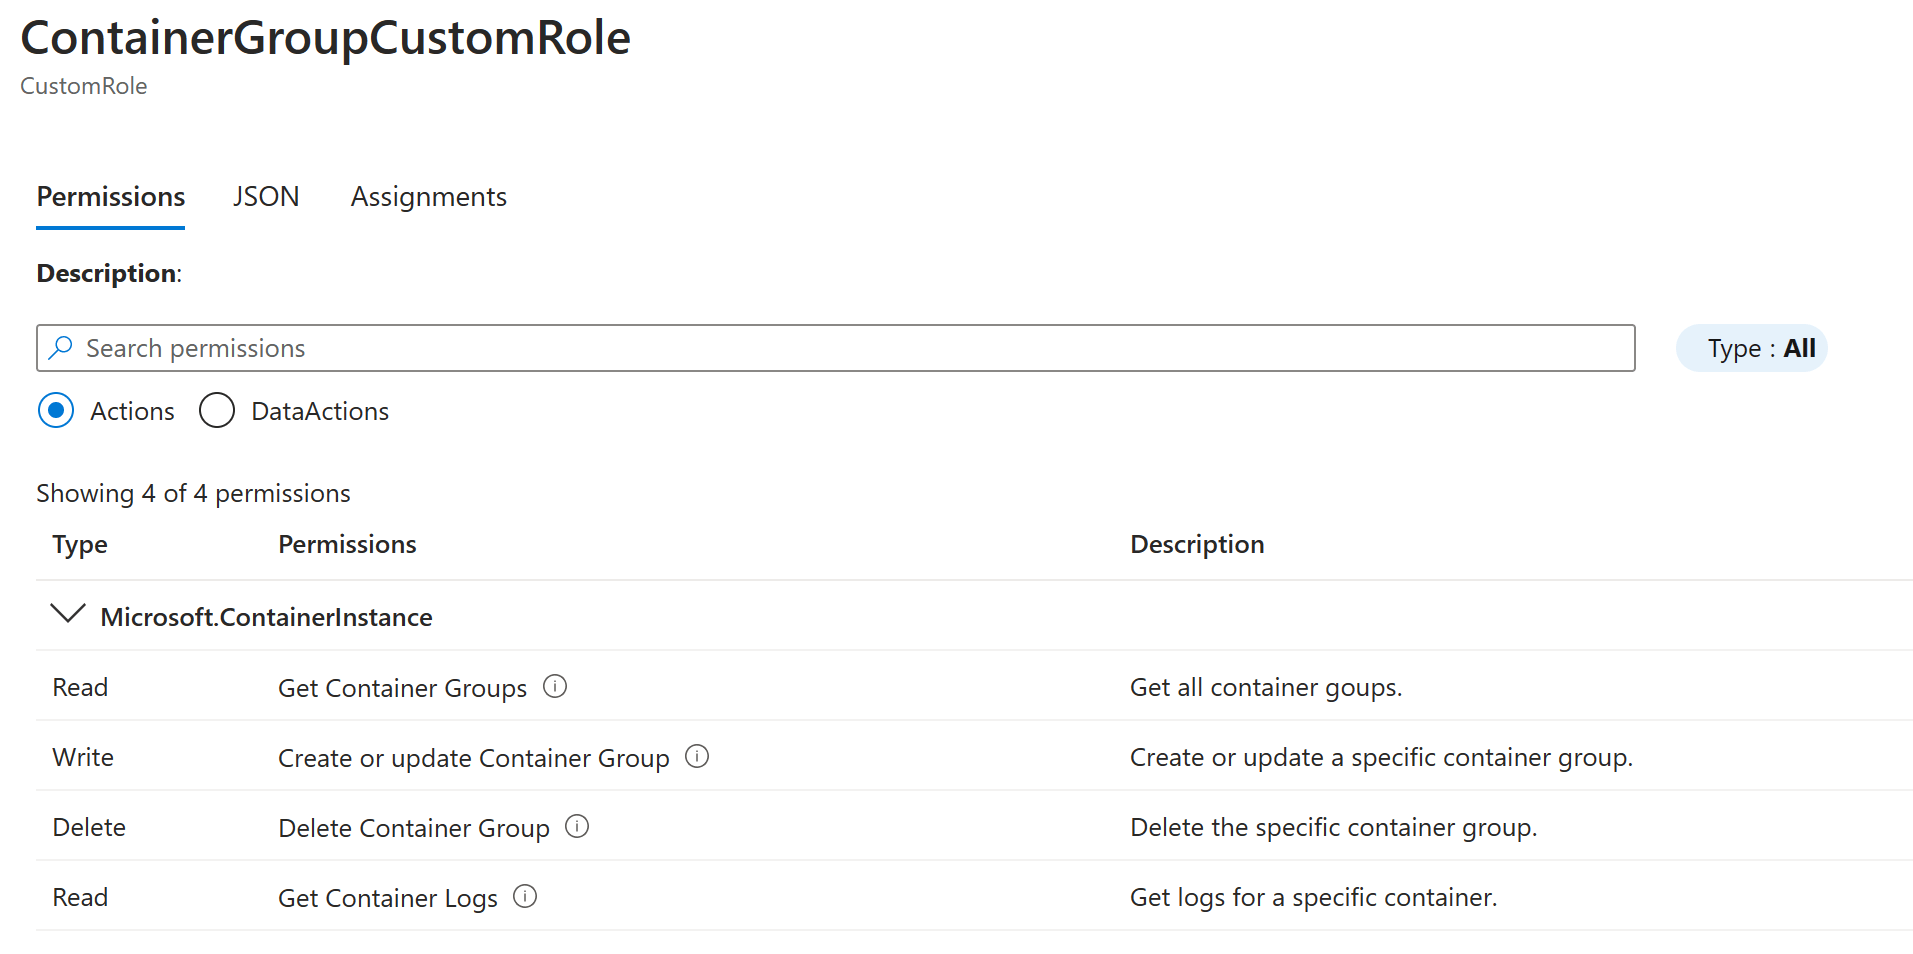 ContainerGroupCustomRole
CustomRole
Permissions JSON Assignments
Description:
Search permissions Type : All
Actions DataActions
Showing 4 of 4 permissions
Type Permissions Description
Microsoft.ContainerInstance
Read Get Container Groups Get all container goups.
Write Create or update Container Group Create or update a specific container group.
Delete Delete Container Group Delete the specific container group.
Read Get Container Logs Get logs for a specific container.